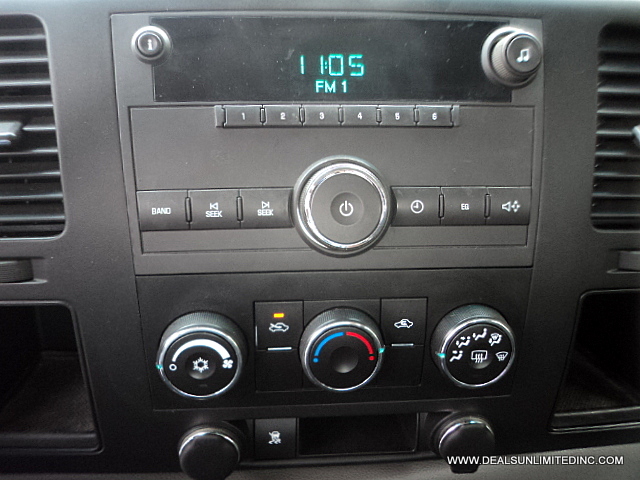 11:05
FM 1
1 2 3 4 5 6
BAND SEEK SEEK EQ
WWW.DEALSUNLIMITEDINC.COM